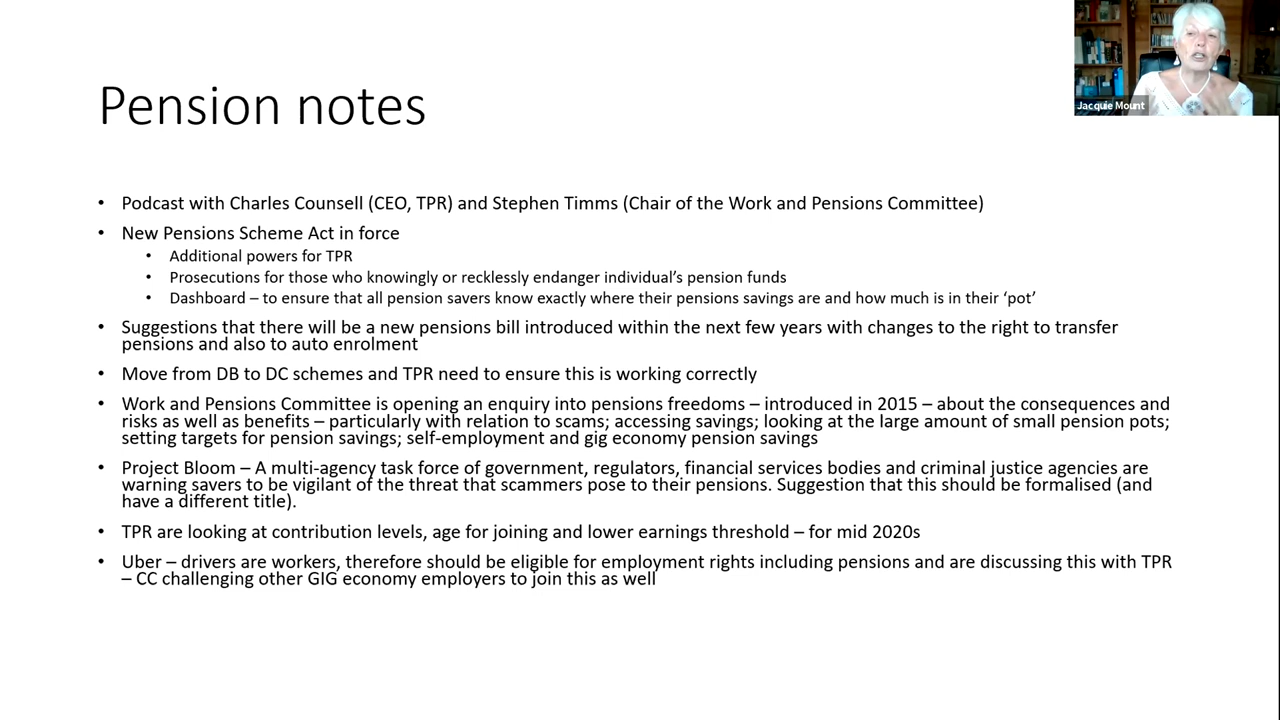 Jacquie Mount
Pension notes
• Podcast with Charles Counsell (CEO, TPR) and Stephen Timms (Chair of the Work and Pensions Committee)
• New Pensions Scheme Act in force
• Additional powers for TPR
• Prosecutions for those who knowingly or recklessly endanger individual’s pension funds
• Dashboard – to ensure that all pension savers know exactly where their pensions savings are and how much is in their ‘pot’
• Suggestions that there will be a new pensions bill introduced within the next few years with changes to the right to transfer
pensions and also to auto enrolment
• Move from DB to DC schemes and TPR need to ensure this is working correctly
• Work and Pensions Committee is opening an enquiry into pensions freedoms – introduced in 2015 – about the consequences and
risks as well as benefits – particularly with relation to scams; accessing savings; looking at the large amount of small pension pots;
setting targets for pension savings; self-employment and gig economy pension savings
• Project Bloom – A multi-agency task force of government, regulators, financial services bodies and criminal justice agencies are
warning savers to be vigilant of the threat that scammers pose to their pensions. Suggestion that this should be formalised (and
have a different title).
• TPR are looking at contribution levels, age for joining and lower earnings threshold – for mid 2020s
• Uber – drivers are workers, therefore should be eligible for employment rights including pensions and are discussing this with TPR
– CC challenging other GIG economy employers to join this as well